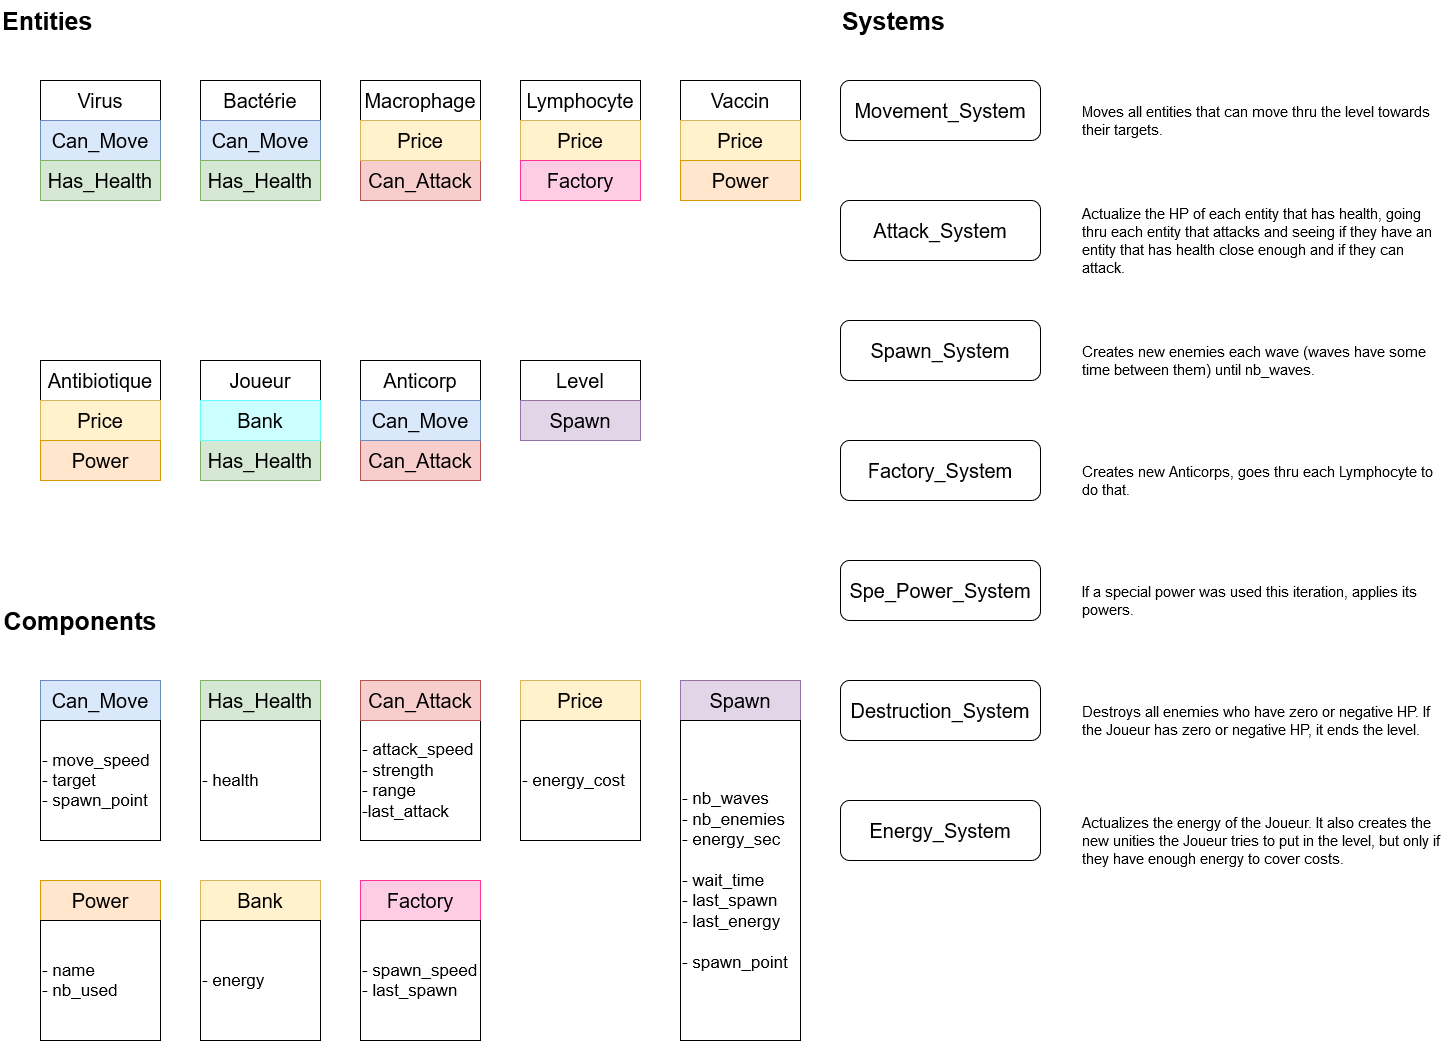 Entities
Virus
Can_Move
Has_Health
Bactérie
Can_Move
Has_Health
Macrophage
Price
Can_Attack
Lymphocyte
Price
Factory
Vaccin
Price
Power
Antibiotique
Price
Power
Joueur
Bank
Has_Health
Anticorp
Can_Move
Can_Attack
Level
Spawn
Components
Can_Move
- move_speed
- target
- spawn_point
Has_Health
- health
Can_Attack
- attack_speed
- strength
- range
-last_attack
Price
- energy_cost
Spawn
- nb_waves
- nb_enemies
- energy_sec
- wait_time
- last_spawn
- last_energy
- spawn_point
Power
- name
- nb_used
Bank
- energy
Factory
- spawn_speed
- last_spawn
Systems
Movement_System
Moves all entities that can move thru the level towards
their targets.
Attack_System
Actualize the HP of each entity that has health, going
thru each entity that attacks and seeing if they have an
entity that has health close enough and if they can
attack.
Spawn_System
Creates new enemies each wave (waves have some
time between them) until nb_waves.
Factory_System
Creates new Anticorps, goes thru each Lymphocyte to
do that.
Spe_Power_System
If a special power was used this iteration, applies its
powers.
Destruction_System
Destroys all enemies who have zero or negative HP. If
the Joueur has zero or negative HP, it ends the level.
Energy_System
Actualizes the energy of the Joueur. It also creates the
new unities the Joueur tries to put in the level, but only if
they have enough energy to cover costs.